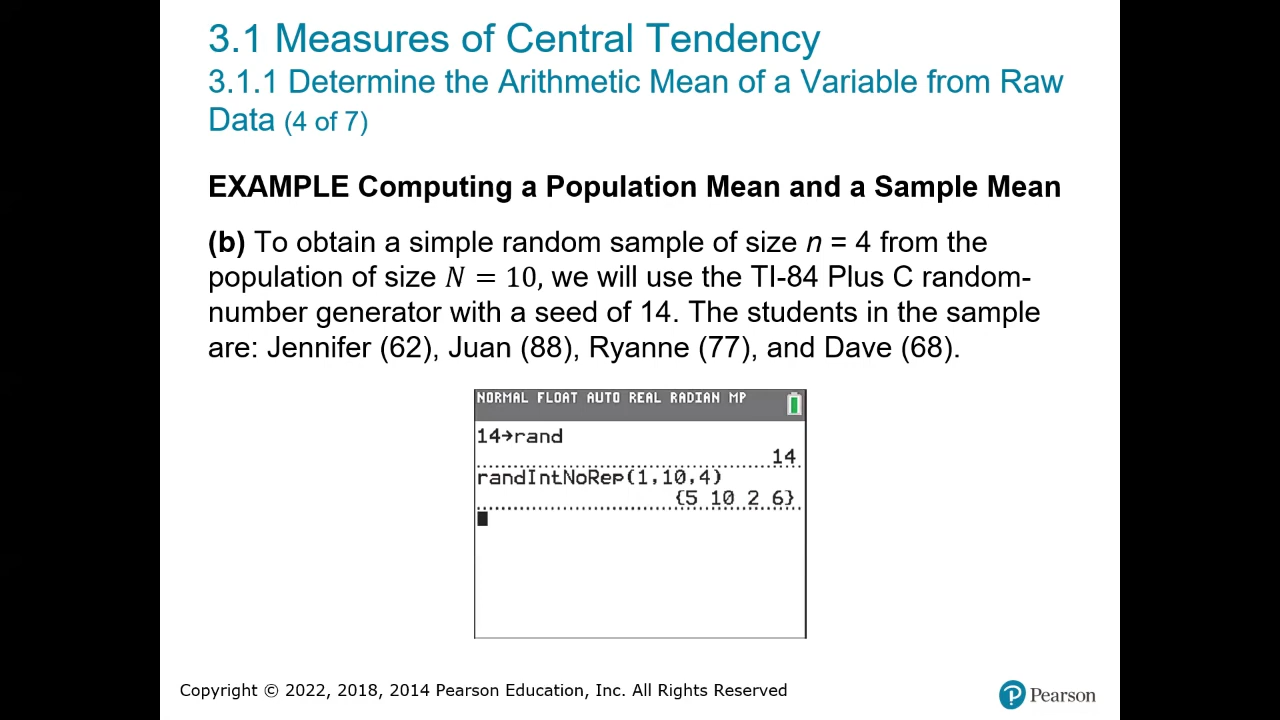 3.1 Measures of Central Tendency
3.1.1 Determine the Arithmetic Mean of a Variable from Raw
Data (4 of 7)
EXAMPLE Computing a Population Mean and a Sample Mean
(b) To obtain a simple random sample of size n = 4 from the
population of size N = 10, we will use the TI-84 Plus C random-
number generator with a seed of 14. The students in the sample
are: Jennifer (62), Juan (88), Ryanne (77), and Dave (68).
NORMAL FLOAT AUTO REAL RADIAN MP
14→rand
14
randIntNoRep(1,10,4)
{5 10 2 6}
Copyright © 2022, 2018, 2014 Pearson Education, Inc. All Rights Reserved
P Pearson